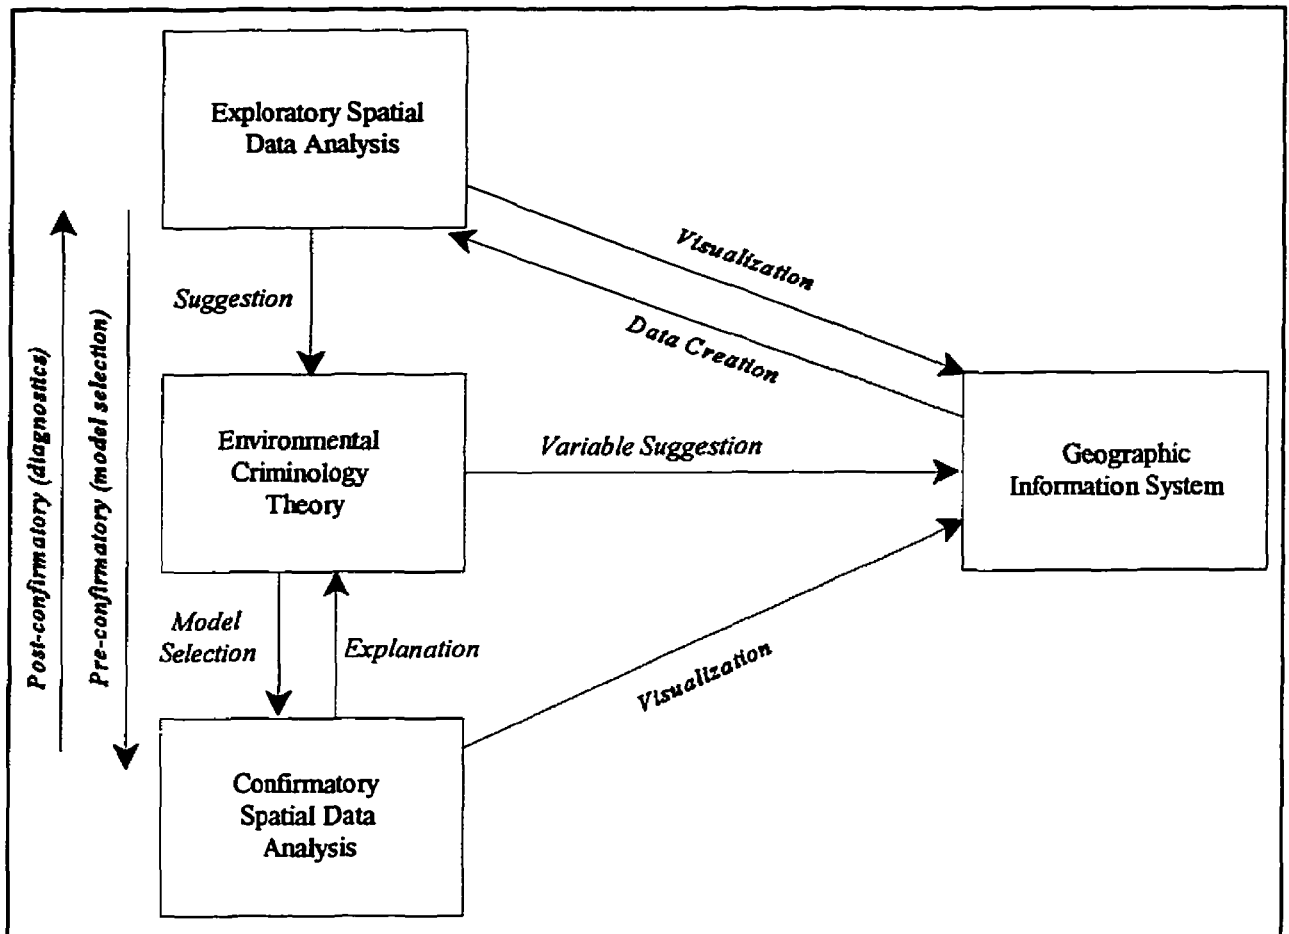 Exploratory Spatial
Data Analysis
Visualization
Suggestion
Data Creation
Post-confirmatory (diagnostics)
Pre-confirmatory (model selection)
Environmental
Criminology
Theory
Variable Suggestion
Geographic
Information System
Model
Selection
Explanation
Visualization
Confirmatory
Spatial Data
Analysis